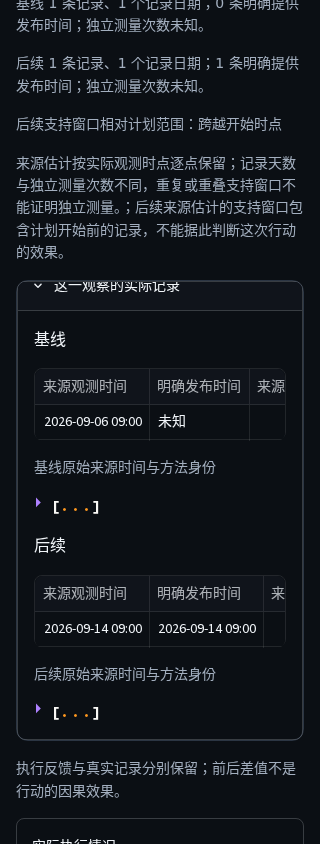 基线 1 条记录、1 个记录日期；0 条明确提供
发布时间；独立测量次数未知。
后续 1 条记录、1 个记录日期；1 条明确提供
发布时间；独立测量次数未知。
后续支持窗口相对计划范围：跨越开始时点
来源估计按实际观测时点逐点保留；记录天数
与独立测量次数不同，重复或重叠支持窗口不
能证明独立测量。；后续来源估计的支持窗口包
含计划开始前的记录，不能据此判断这次行动
的效果。
这一观察的实际记录
基线
来源观测时间 明确发布时间 来源
2026-09-06 09:00 未知
基线原始来源时间与方法身份
[...]
后续
来源观测时间 明确发布时间 来
2026-09-14 09:00 2026-09-14 09:00
后续原始来源时间与方法身份
[...]
执行反馈与真实记录分别保留；前后差值不是
行动的因果效果。
实际执行情况